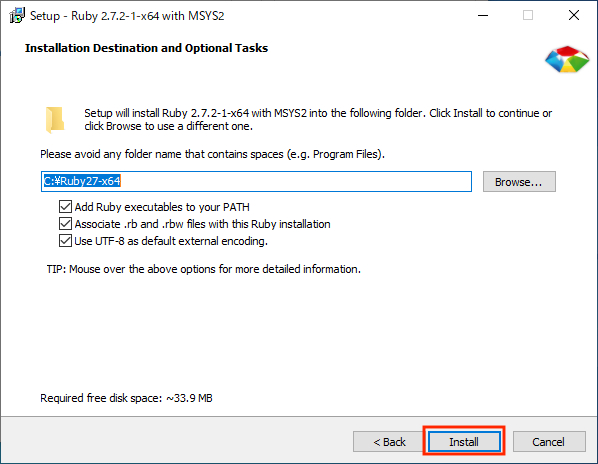 Setup - Ruby 2.7.2-1-x64 with MSYS2
Installation Destination and Optional Tasks
Setup will install Ruby 2.7.2-1-x64 with MSYS2 into the following folder. Click Install to continue or
click Browse to use a different one.
Please avoid any folder name that contains spaces (e.g. Program Files).
C:¥Ruby27-x64
Browse...
Add Ruby executables to your PATH
Associate .rb and .rbw files with this Ruby installation
Use UTF-8 as default external encoding.
TIP: Mouse over the above options for more detailed information.
Required free disk space: ~33.9 MB
< Back
Install
Cancel